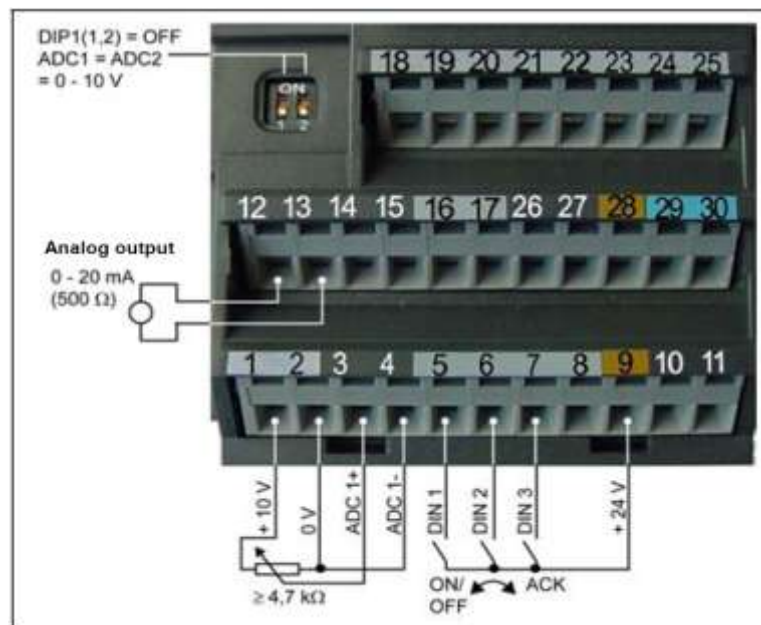 DIP1(1,2) = OFF
ADC1 = ADC2
= 0 - 10 V
ON
1 2
18 19 20 21 22 23 24 25
12 13 14 15 16 17 26 27 28 29 30
Analog output
0 - 20 mA
(500 Ω)
1 2 3 4 5 6 7 8 9 10 11
+ 10 V
0 V
ADC 1+
ADC 1-
DIN 1
DIN 2
DIN 3
+ 24 V
≥ 4,7 kΩ
ON/
OFF
ACK